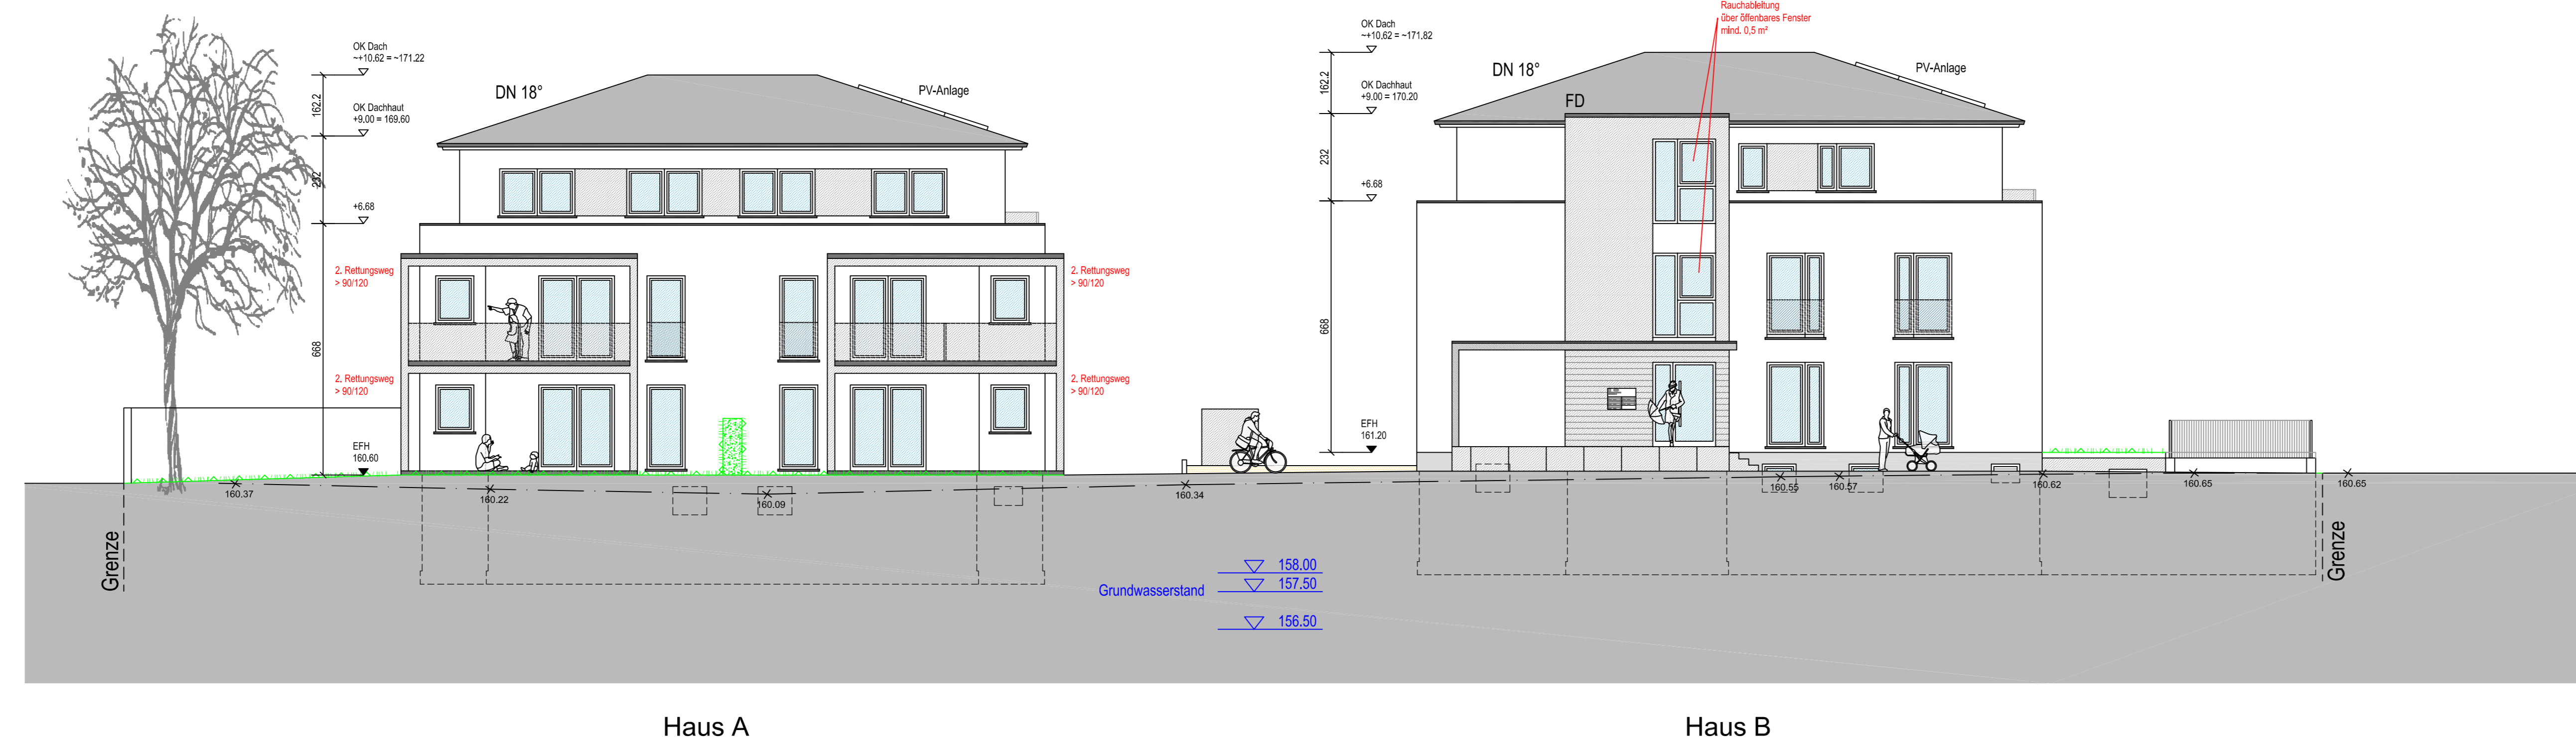 OK Dach
~+10,62 = ~171.22
162.2
DN 18°
PV-Anlage
OK Dachhaut
+9.00 = 169.60
232
+6.68
2. Rettungsweg
> 90/120
2. Rettungsweg
> 90/120
668
2. Rettungsweg
> 90/120
2. Rettungsweg
> 90/120
EFH
160.60
160.37
160.22
160.09
160.34
Grenze
Rauchableitung
über öffenbares Fenster
mind. 0,5 m²
OK Dach
~+10,62 = ~171,82
162.2
DN 18°
PV-Anlage
OK Dachhaut
+9.00 = 170.20
FD
232
+6.68
668
EFH
161.20
160.55
160.57
160.62
160.65
160.65
Grenze
Grundwasserstand
158.00
157.50
156.50
Haus A
Haus B